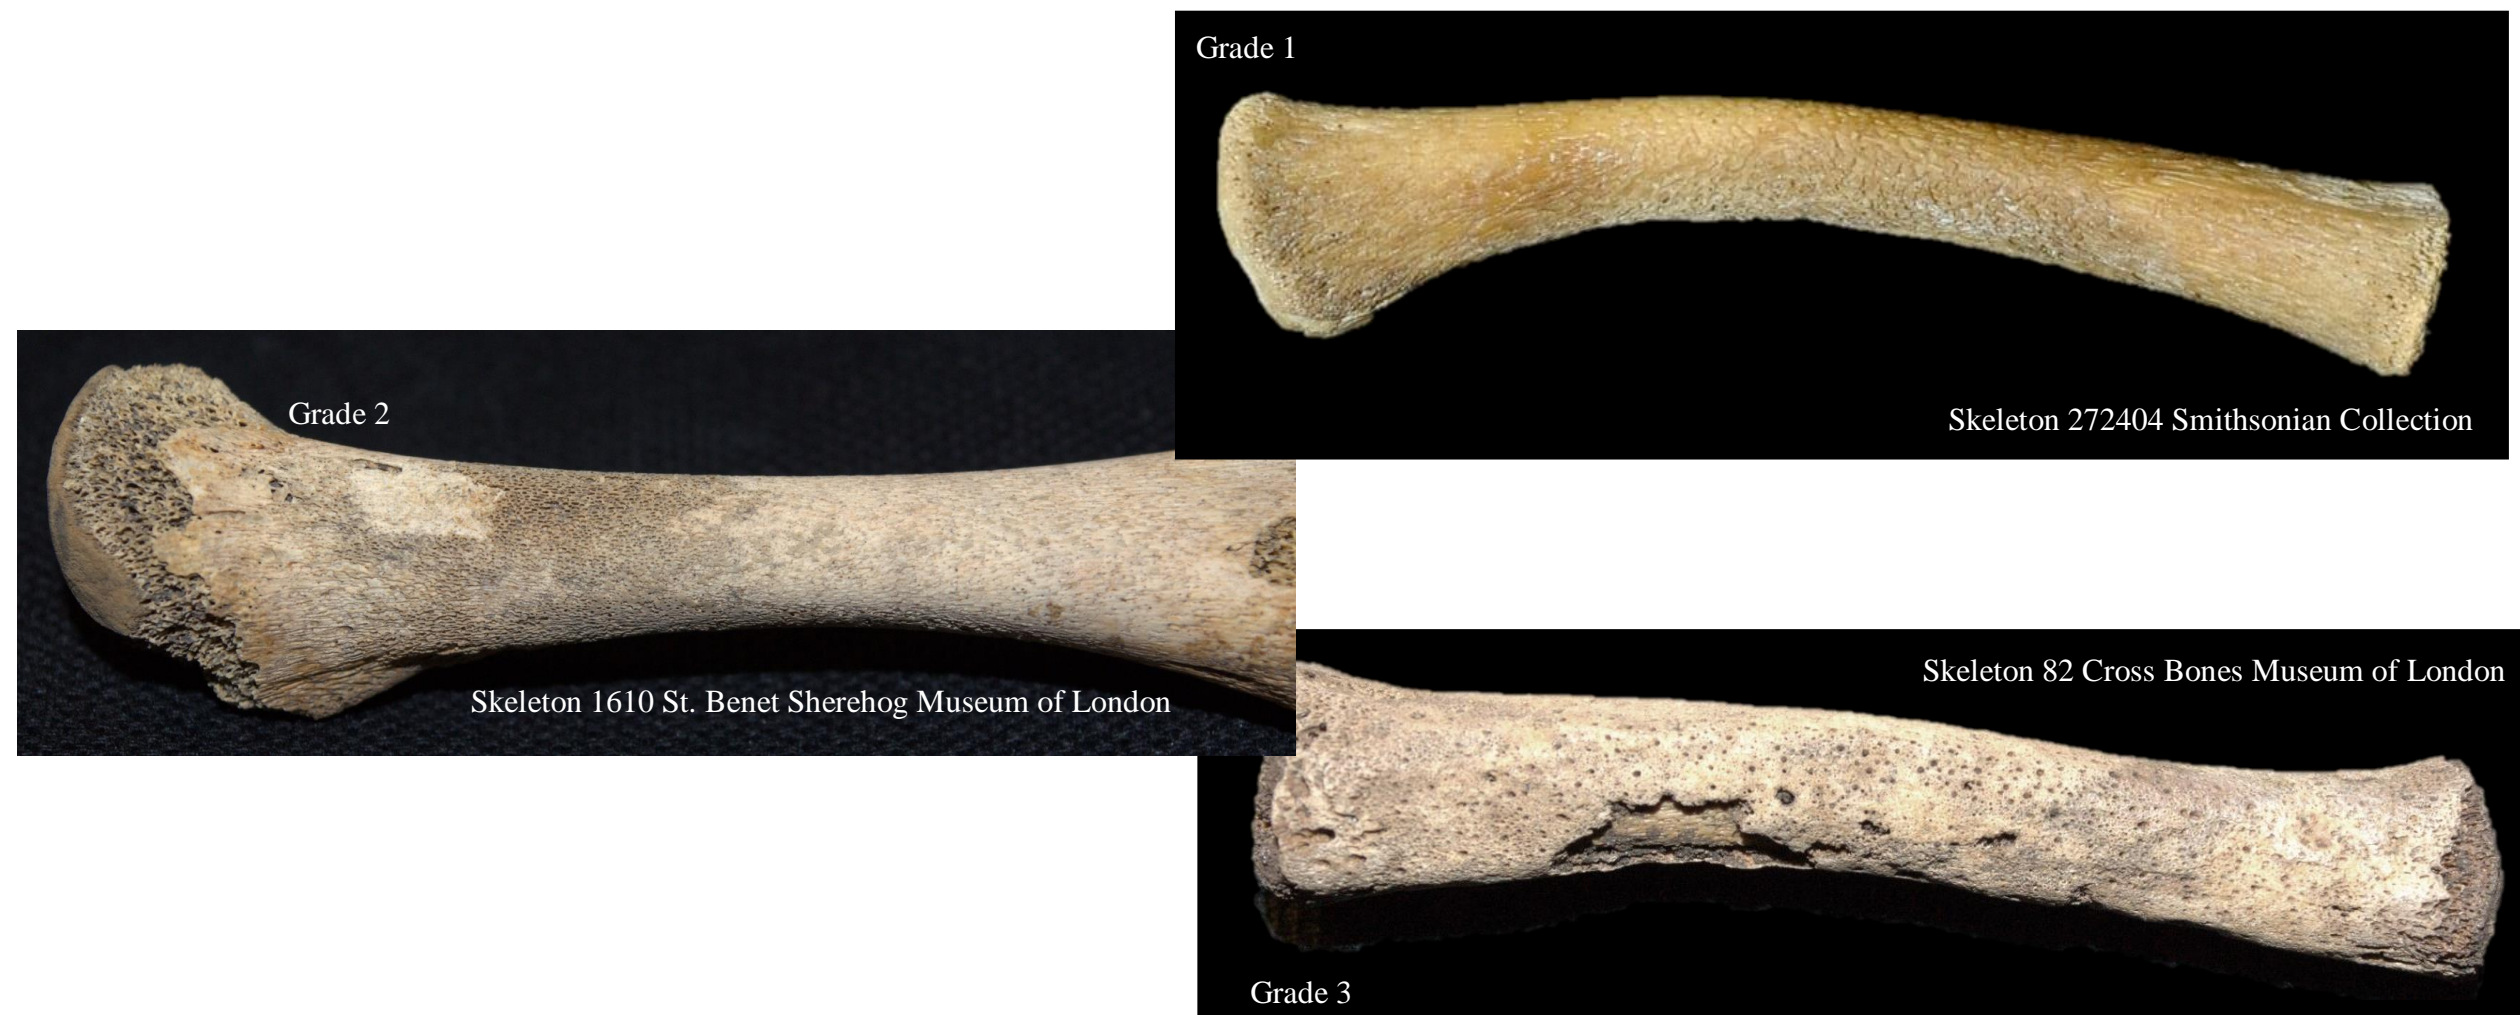 Grade 1
Skeleton 272404 Smithsonian Collection
Grade 2
Skeleton 1610 St. Benet Sherehog Museum of London
Skeleton 82 Cross Bones Museum of London
Grade 3